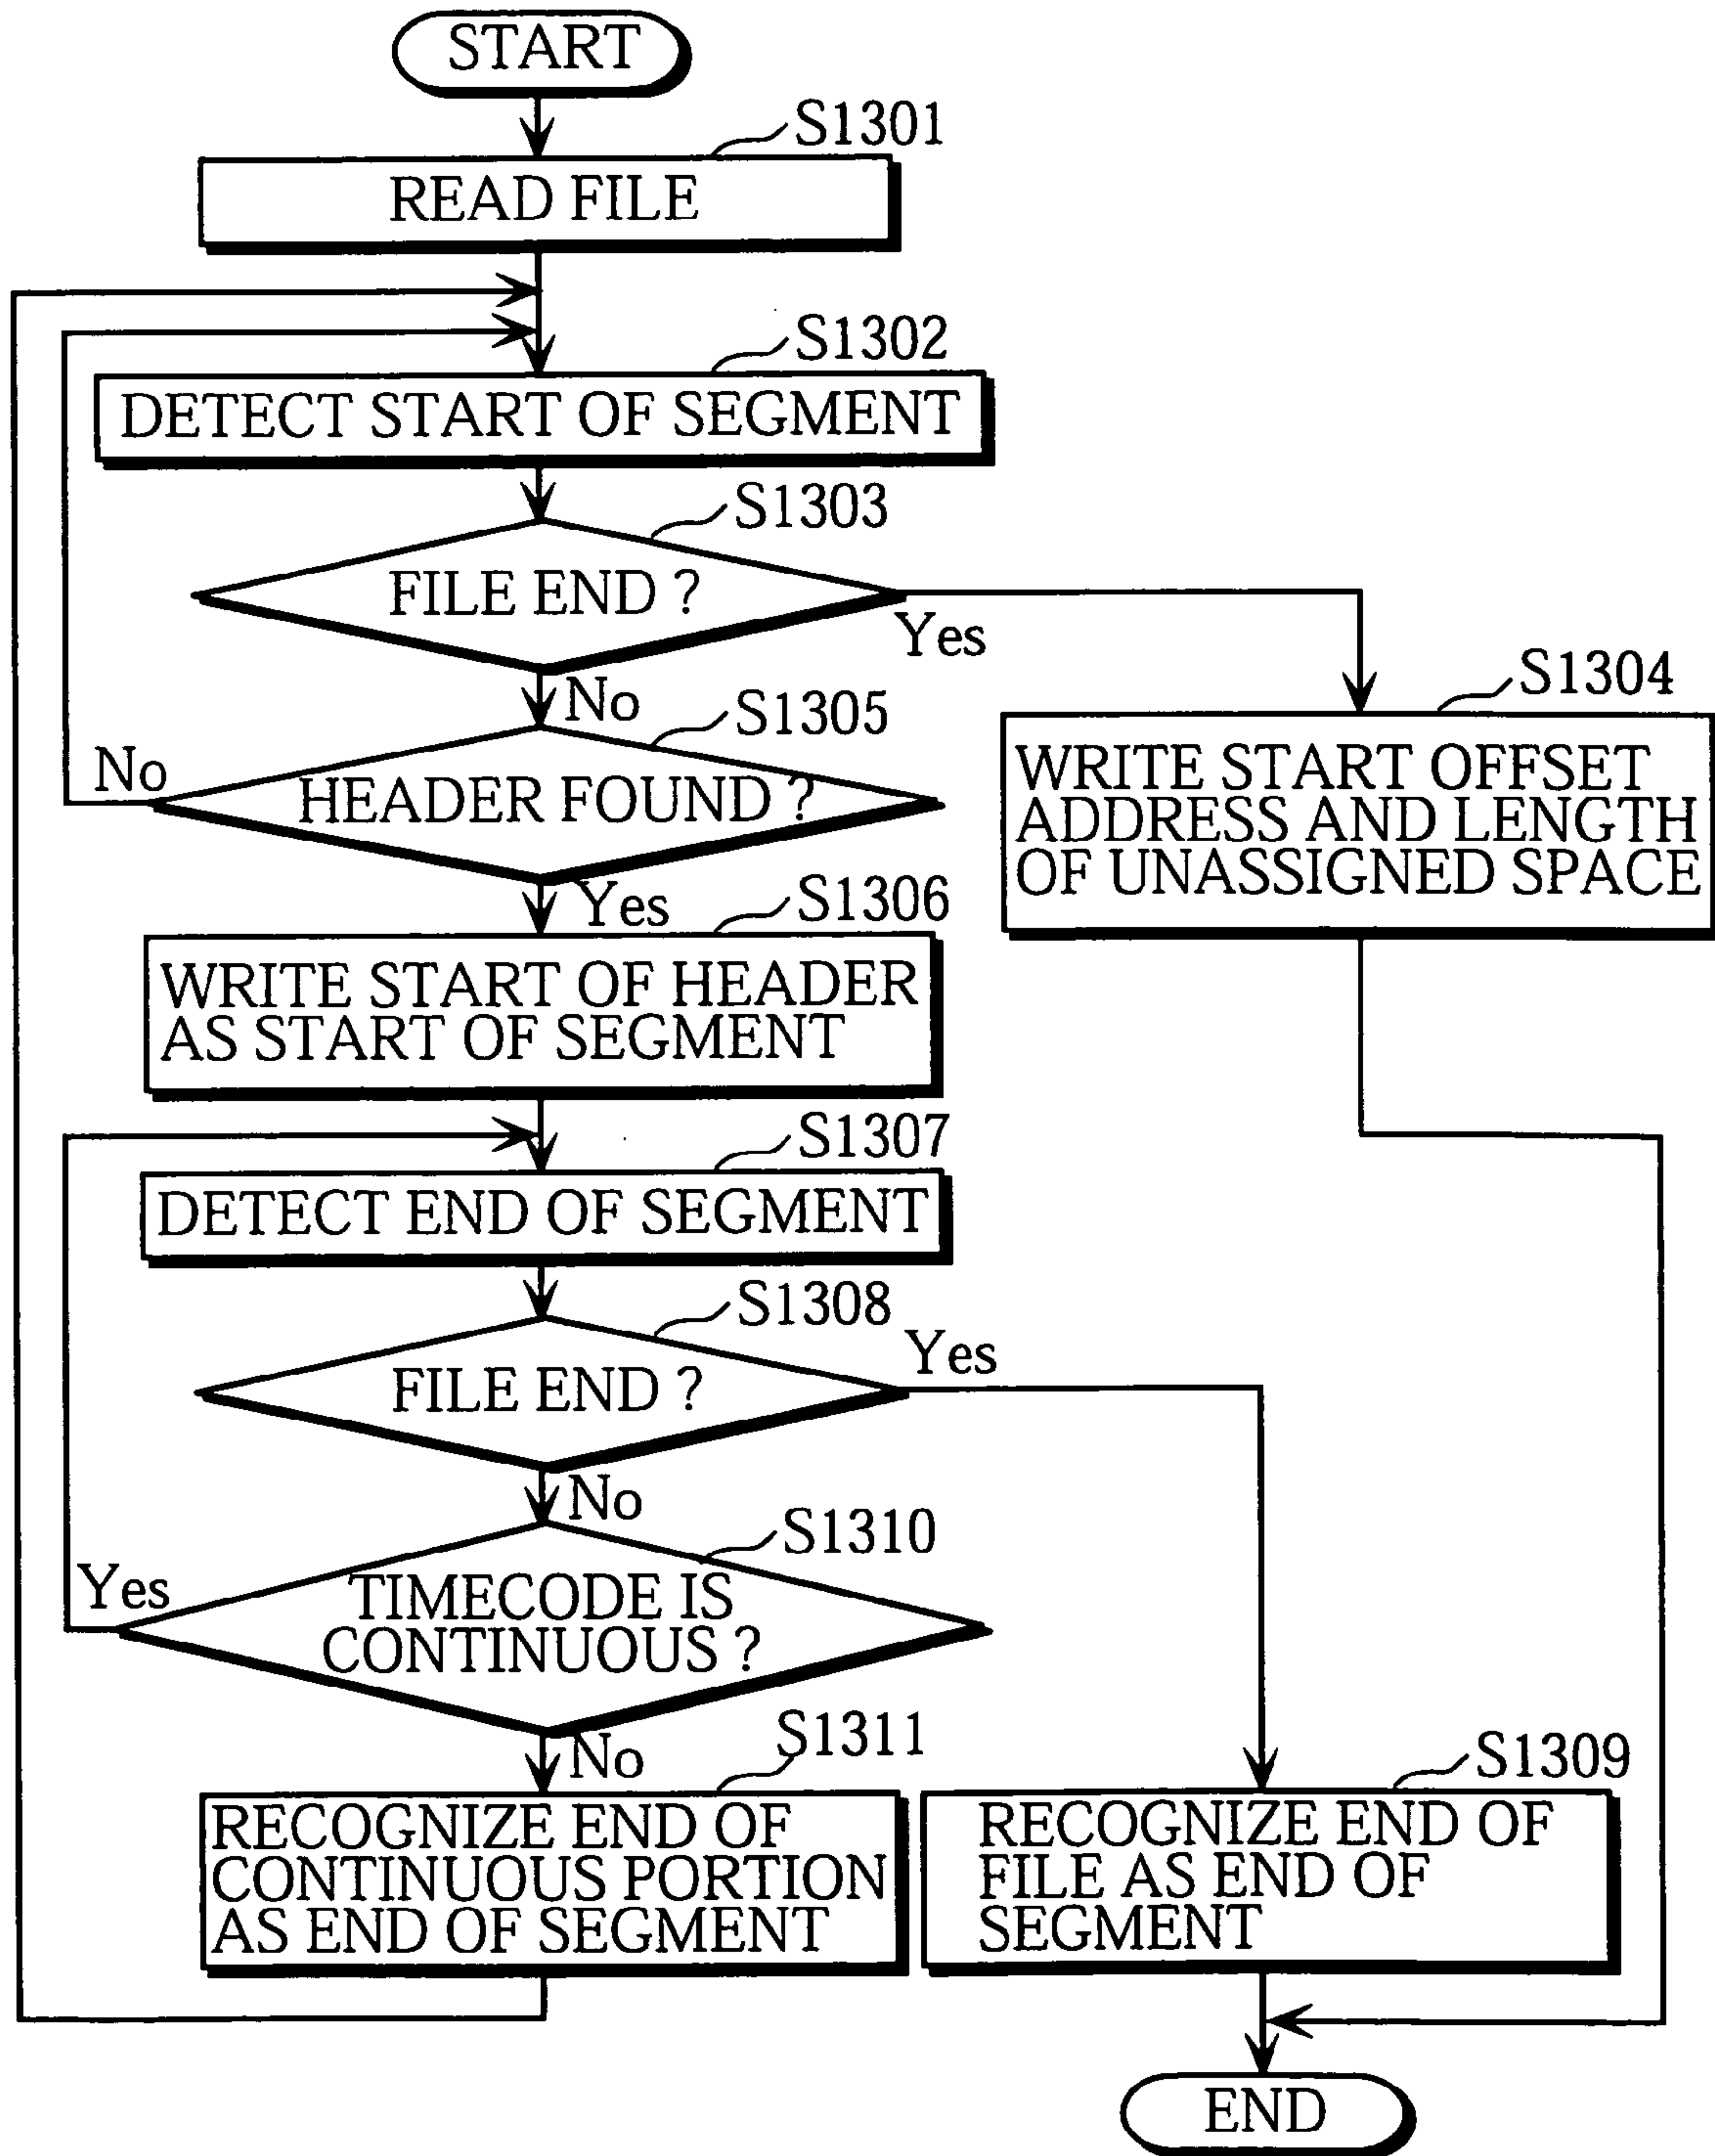 START
S1301
READ FILE
S1302
DETECT START OF SEGMENT
S1303
FILE END ?
Yes
No
S1304
WRITE START OFFSET
ADDRESS AND LENGTH
OF UNASSIGNED SPACE
S1305
No
HEADER FOUND ?
Yes
S1306
WRITE START OF HEADER
AS START OF SEGMENT
S1307
DETECT END OF SEGMENT
S1308
Yes
FILE END ?
No
S1310
Yes
TIMECODE IS
CONTINUOUS ?
No
S1311
RECOGNIZE END OF
CONTINUOUS PORTION
AS END OF SEGMENT
S1309
RECOGNIZE END OF
FILE AS END OF
SEGMENT
END